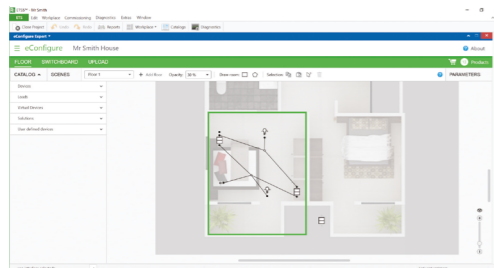 ETS5™ - Mr Smith
ETS Edit Workplace Commissioning Diagnostics Extras Window
Close Project Undo Redo Reports Workplace Catalogs Diagnostics
eConfigure Expert
eConfigure Mr Smith House About
FLOOR SWITCHBOARD UPLOAD Products
CATALOG SCENES Floor 1 Add floor Opacity 30 % Show room Selection PARAMETERS
Devices
Loads
Default Devices
Solutions
User defined devices